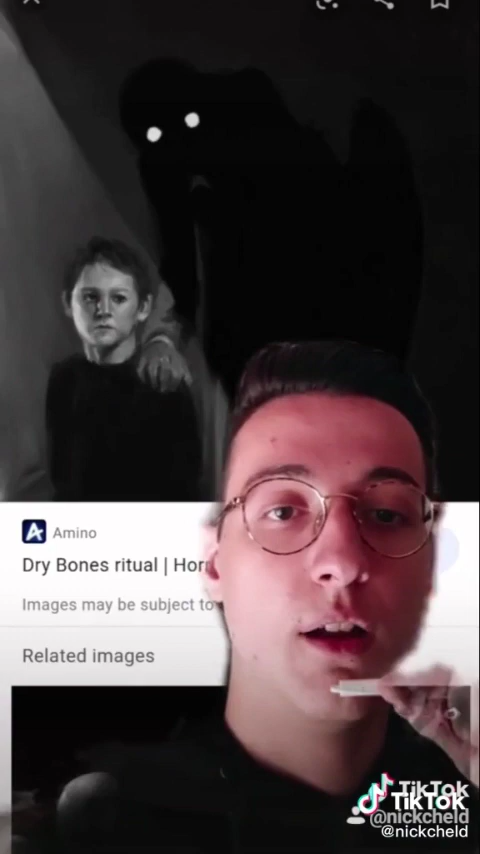 Amino
Dry Bones ritual | Hor
Images may be subject to
Related images
TikTok
TikTok
@nickcheld
@nickcheld